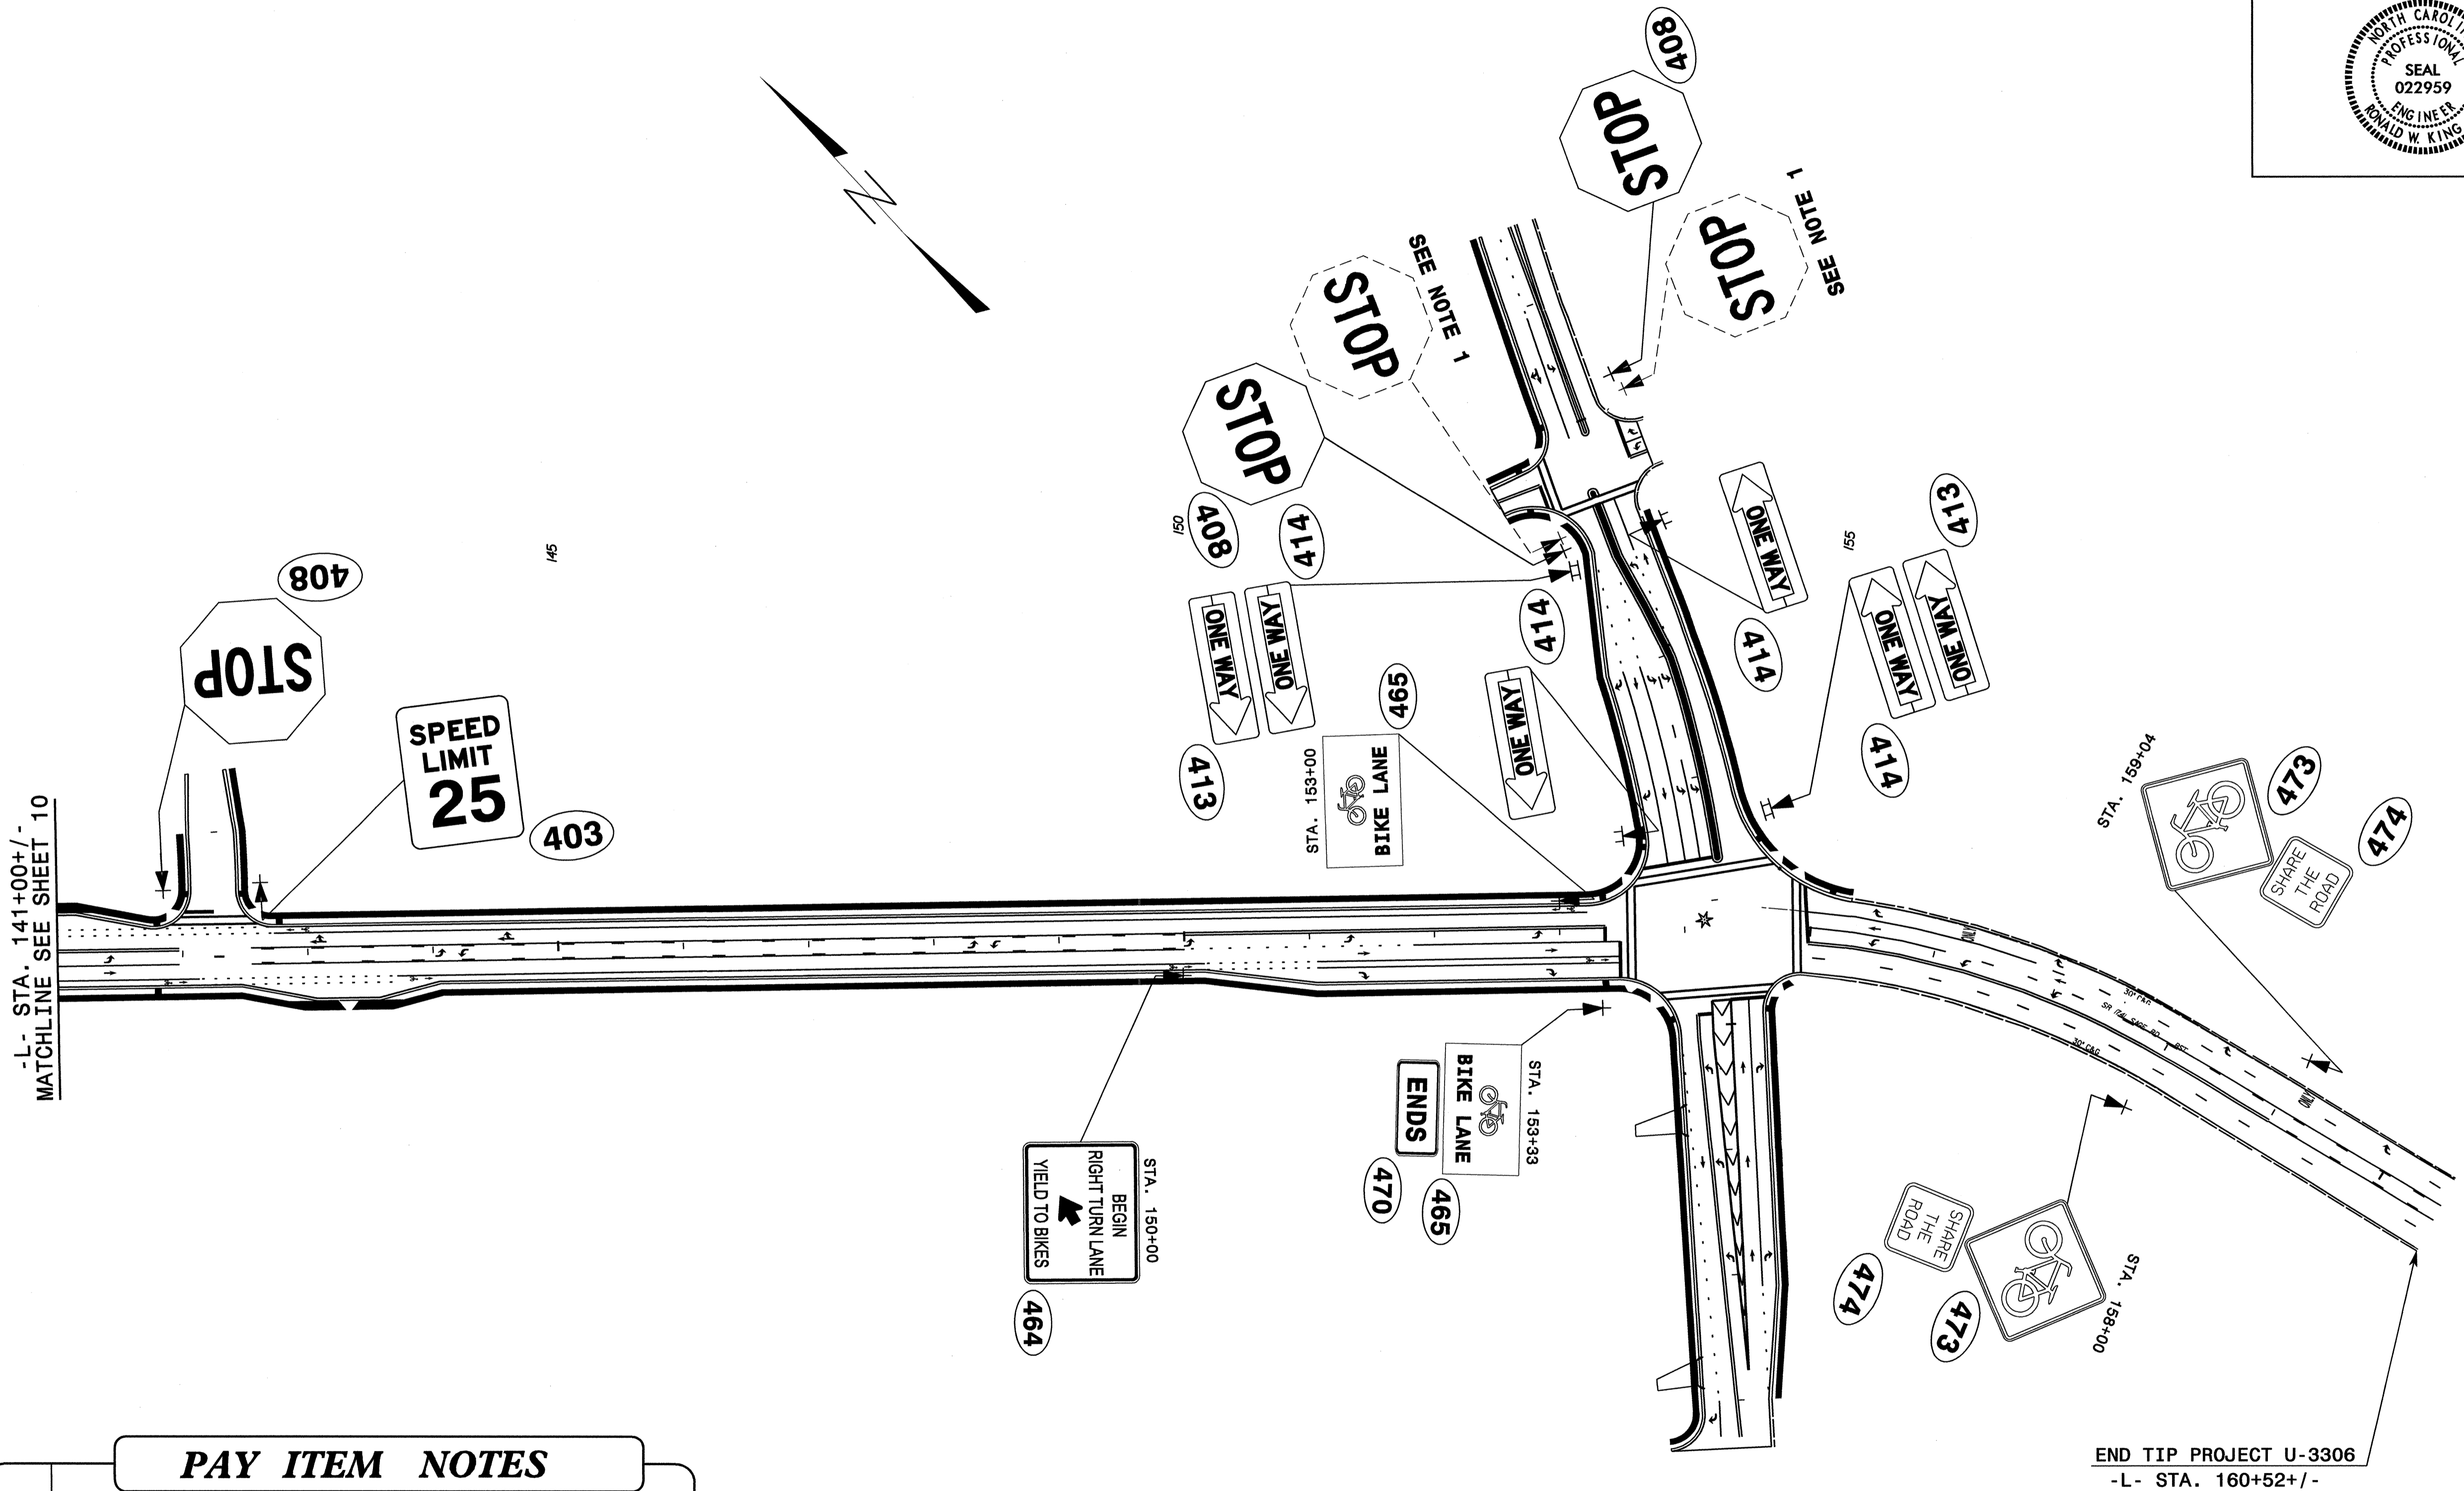 NORTH CAROLI
PROFESSIONAL
SEAL
022959
ENGINEER
RONALD W. KING
408
STOP
STOP
SEE NOTE 1
STOP
SEE NOTE 1
STOP
408
414
150
145
155
413
ONE WAY
ONE WAY
ONE WAY
414
ONE WAY
ONE WAY
413
414
ONE WAY
414
465
STA. 153+00
BIKE LANE
408
STOP
SPEED
LIMIT
25
403
-L- STA. 141+00+/-
MATCHLINE SEE SHEET 10
STA. 159+04
473
474
SHARE
THE
ROAD
ONLY
30" C&G
30" C&G
ONLY
STA. 153+33
BIKE LANE
ENDS
470
465
STA. 150+00
BEGIN
RIGHT TURN LANE
YIELD TO BIKES
464
SHARE
THE
ROAD
474
473
STA. 158+00
PAY ITEM NOTES
END TIP PROJECT U-3306
-L- STA. 160+52+/-